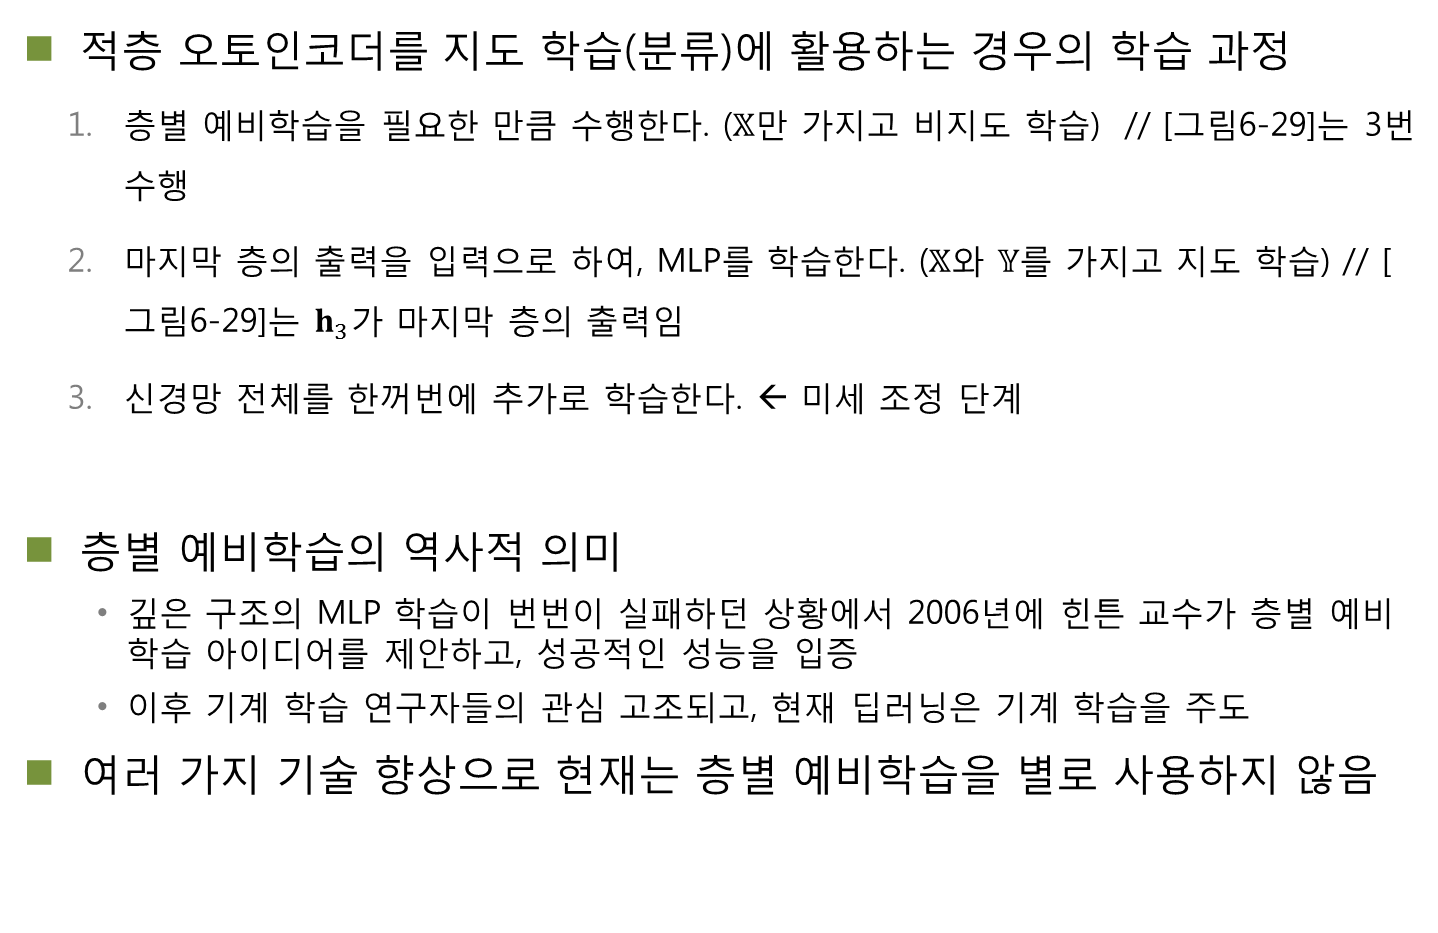 ■ 적층 오토인코더를 지도 학습(분류)에 활용하는 경우의 학습 과정
1. 층별 예비학습을 필요한 만큼 수행한다. (𝕏만 가지고 비지도 학습) // [그림6-29]는 3번
수행
2. 마지막 층의 출력을 입력으로 하여, MLP를 학습한다. (𝕏와 𝕐를 가지고 지도 학습) // [
그림6-29]는 𝐡₃가 마지막 층의 출력임
3. 신경망 전체를 한꺼번에 추가로 학습한다. ← 미세 조정 단계
■ 층별 예비학습의 역사적 의미
• 깊은 구조의 MLP 학습이 번번이 실패하던 상황에서 2006년에 힌튼 교수가 층별 예비
학습 아이디어를 제안하고, 성공적인 성능을 입증
• 이후 기계 학습 연구자들의 관심 고조되고, 현재 딥러닝은 기계 학습을 주도
■ 여러 가지 기술 향상으로 현재는 층별 예비학습을 별로 사용하지 않음